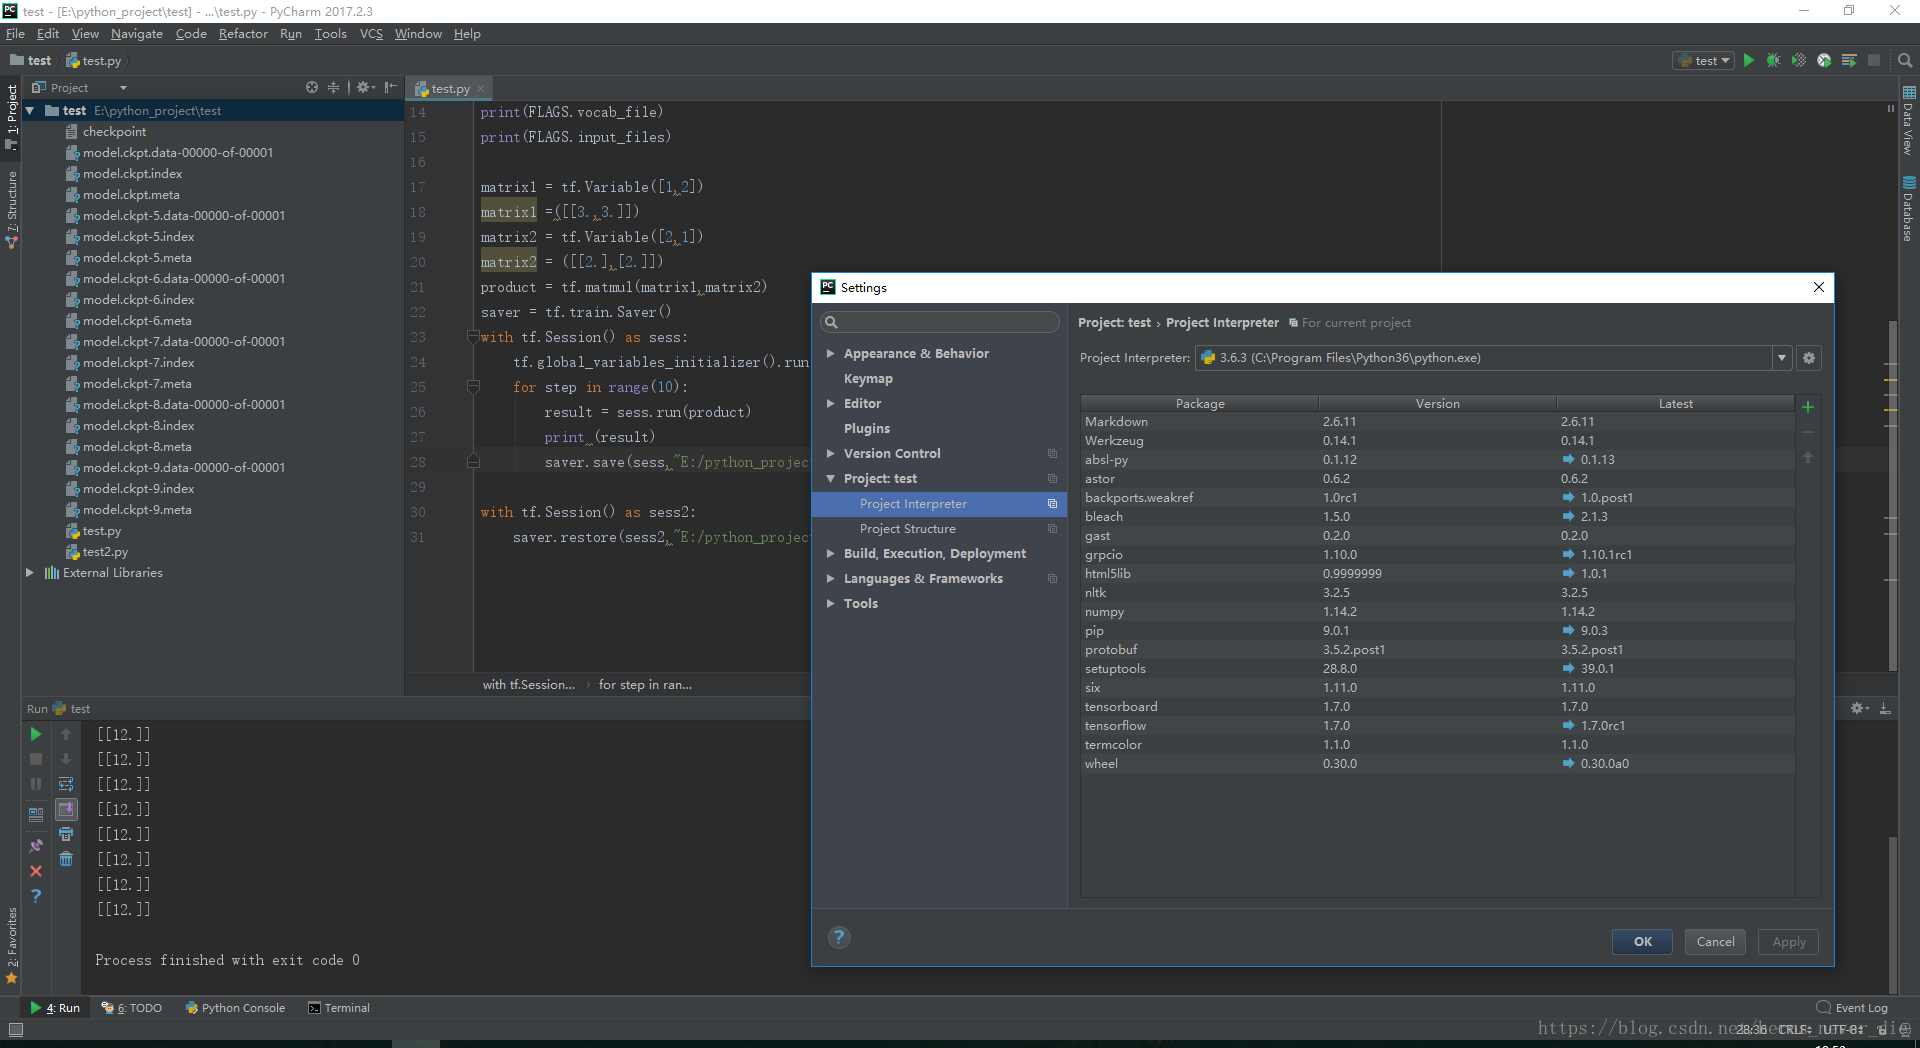 test - [E:\python_project\test] - ...\test.py - PyCharm 2017.2.3
File Edit View Navigate Code Refactor Run Tools VCS Window Help
test test.py
test
1: Project
7: Structure
2: Favorites
Project
test E:\python_project\test
checkpoint
model.ckpt.data-00000-of-00001
model.ckpt.index
model.ckpt.meta
model.ckpt-5.data-00000-of-00001
model.ckpt-5.index
model.ckpt-5.meta
model.ckpt-6.data-00000-of-00001
model.ckpt-6.index
model.ckpt-6.meta
model.ckpt-7.data-00000-of-00001
model.ckpt-7.index
model.ckpt-7.meta
model.ckpt-8.data-00000-of-00001
model.ckpt-8.index
model.ckpt-8.meta
model.ckpt-9.data-00000-of-00001
model.ckpt-9.index
model.ckpt-9.meta
test.py
test2.py
External Libraries
test.py
14 print(FLAGS.vocab_file)
15 print(FLAGS.input_files)
16
17 matrix1 = tf.Variable([1,2])
18 matrix1 =([[3.,3.]])
19 matrix2 = tf.Variable([2,1])
20 matrix2 = ([[2.],[2.]])
21 product = tf.matmul(matrix1,matrix2)
22 saver = tf.train.Saver()
23 with tf.Session() as sess:
24 tf.global_variables_initializer().run
25 for step in range(10):
26 result = sess.run(product)
27 print (result)
28 saver.save(sess,"E:/python_project
29
30 with tf.Session() as sess2:
31 saver.restore(sess2,"E:/python_project
with tf.Session... › for step in ran...
Data View
Database
Settings
Appearance & Behavior
Keymap
Editor
Plugins
Version Control
Project: test
Project Interpreter
Project Structure
Build, Execution, Deployment
Languages & Frameworks
Tools
Project: test › Project Interpreter For current project
Project Interpreter: 3.6.3 (C:\Program Files\Python36\python.exe)
Package Version Latest
Markdown 2.6.11 2.6.11
Werkzeug 0.14.1 0.14.1
absl-py 0.1.12 0.1.13
astor 0.6.2 0.6.2
backports.weakref 1.0rc1 1.0.post1
bleach 1.5.0 2.1.3
gast 0.2.0 0.2.0
grpcio 1.10.0 1.10.1rc1
html5lib 0.9999999 1.0.1
nltk 3.2.5 3.2.5
numpy 1.14.2 1.14.2
pip 9.0.1 9.0.3
protobuf 3.5.2.post1 3.5.2.post1
setuptools 28.8.0 39.0.1
six 1.11.0 1.11.0
tensorboard 1.7.0 1.7.0
tensorflow 1.7.0 1.7.0rc1
termcolor 1.1.0 1.1.0
wheel 0.30.0 0.30.0a0
OK Cancel Apply
Run test
[[12.]]
[[12.]]
[[12.]]
[[12.]]
[[12.]]
[[12.]]
[[12.]]
[[12.]]
Process finished with exit code 0
4: Run 6: TODO Python Console Terminal Event Log
28:36 CRLF UTF-8